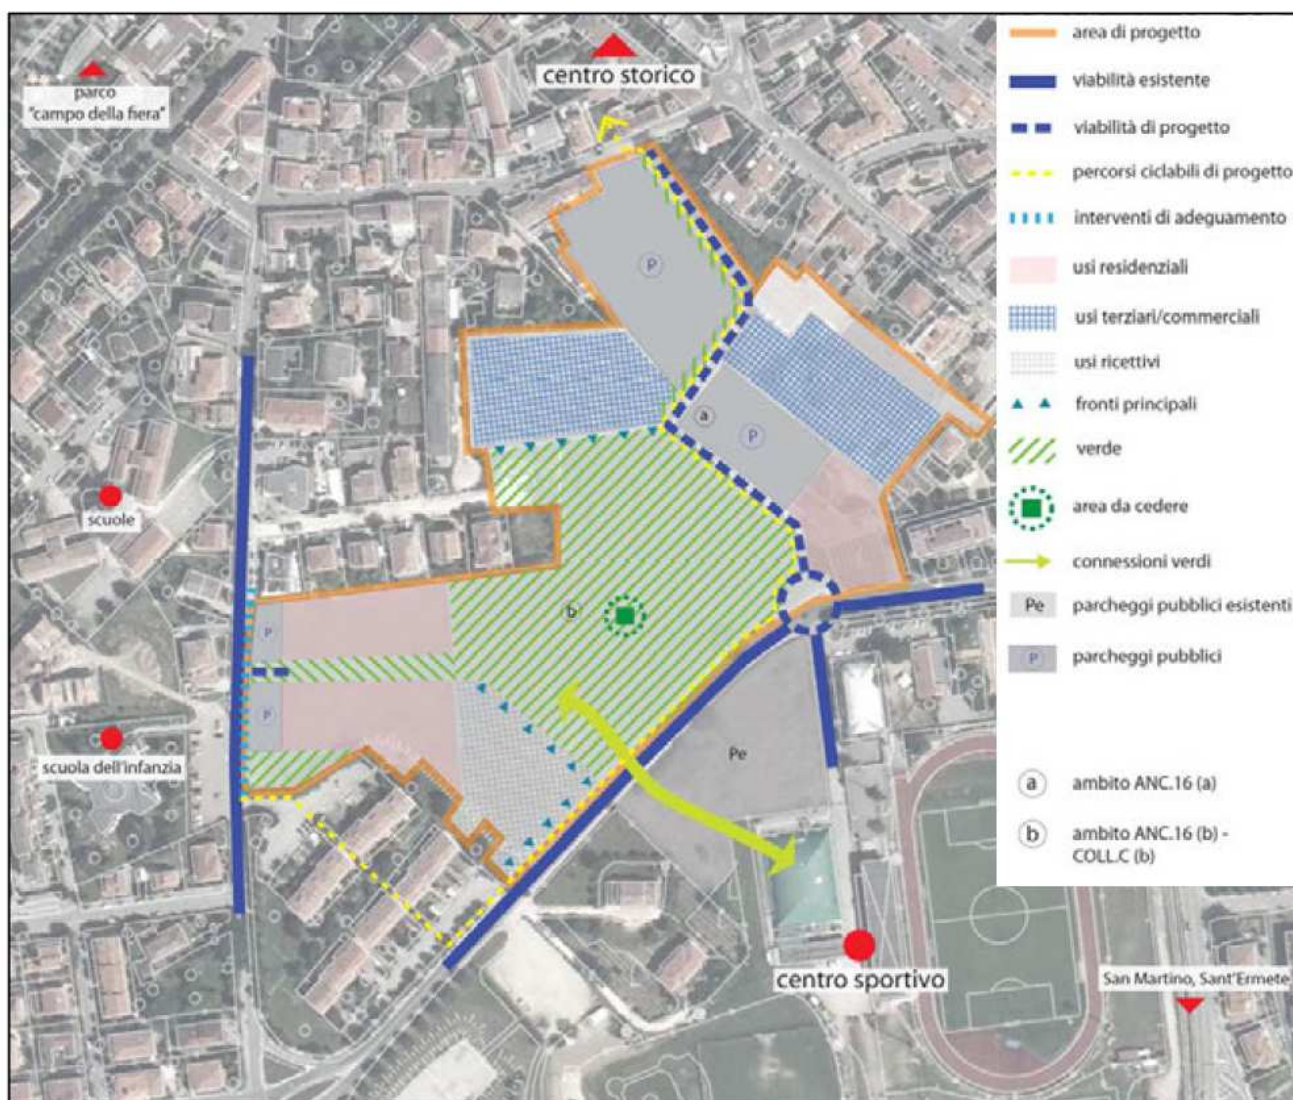 parco
"campo della fiera"
centro storico
P
a
P
scuole
P
b
P
scuola dell'infanzia
Pe
centro sportivo
San Martino, Sant'Ermete
area di progetto
viabilità esistente
viabilità di progetto
percorsi ciclabili di progetto
interventi di adeguamento
usi residenziali
usi terziari/commerciali
usi ricettivi
fronti principali
verde
area da cedere
connessioni verdi
Pe parcheggi pubblici esistenti
P parcheggi pubblici
a ambito ANC.16 (a)
b ambito ANC.16 (b) -
COLL.C (b)